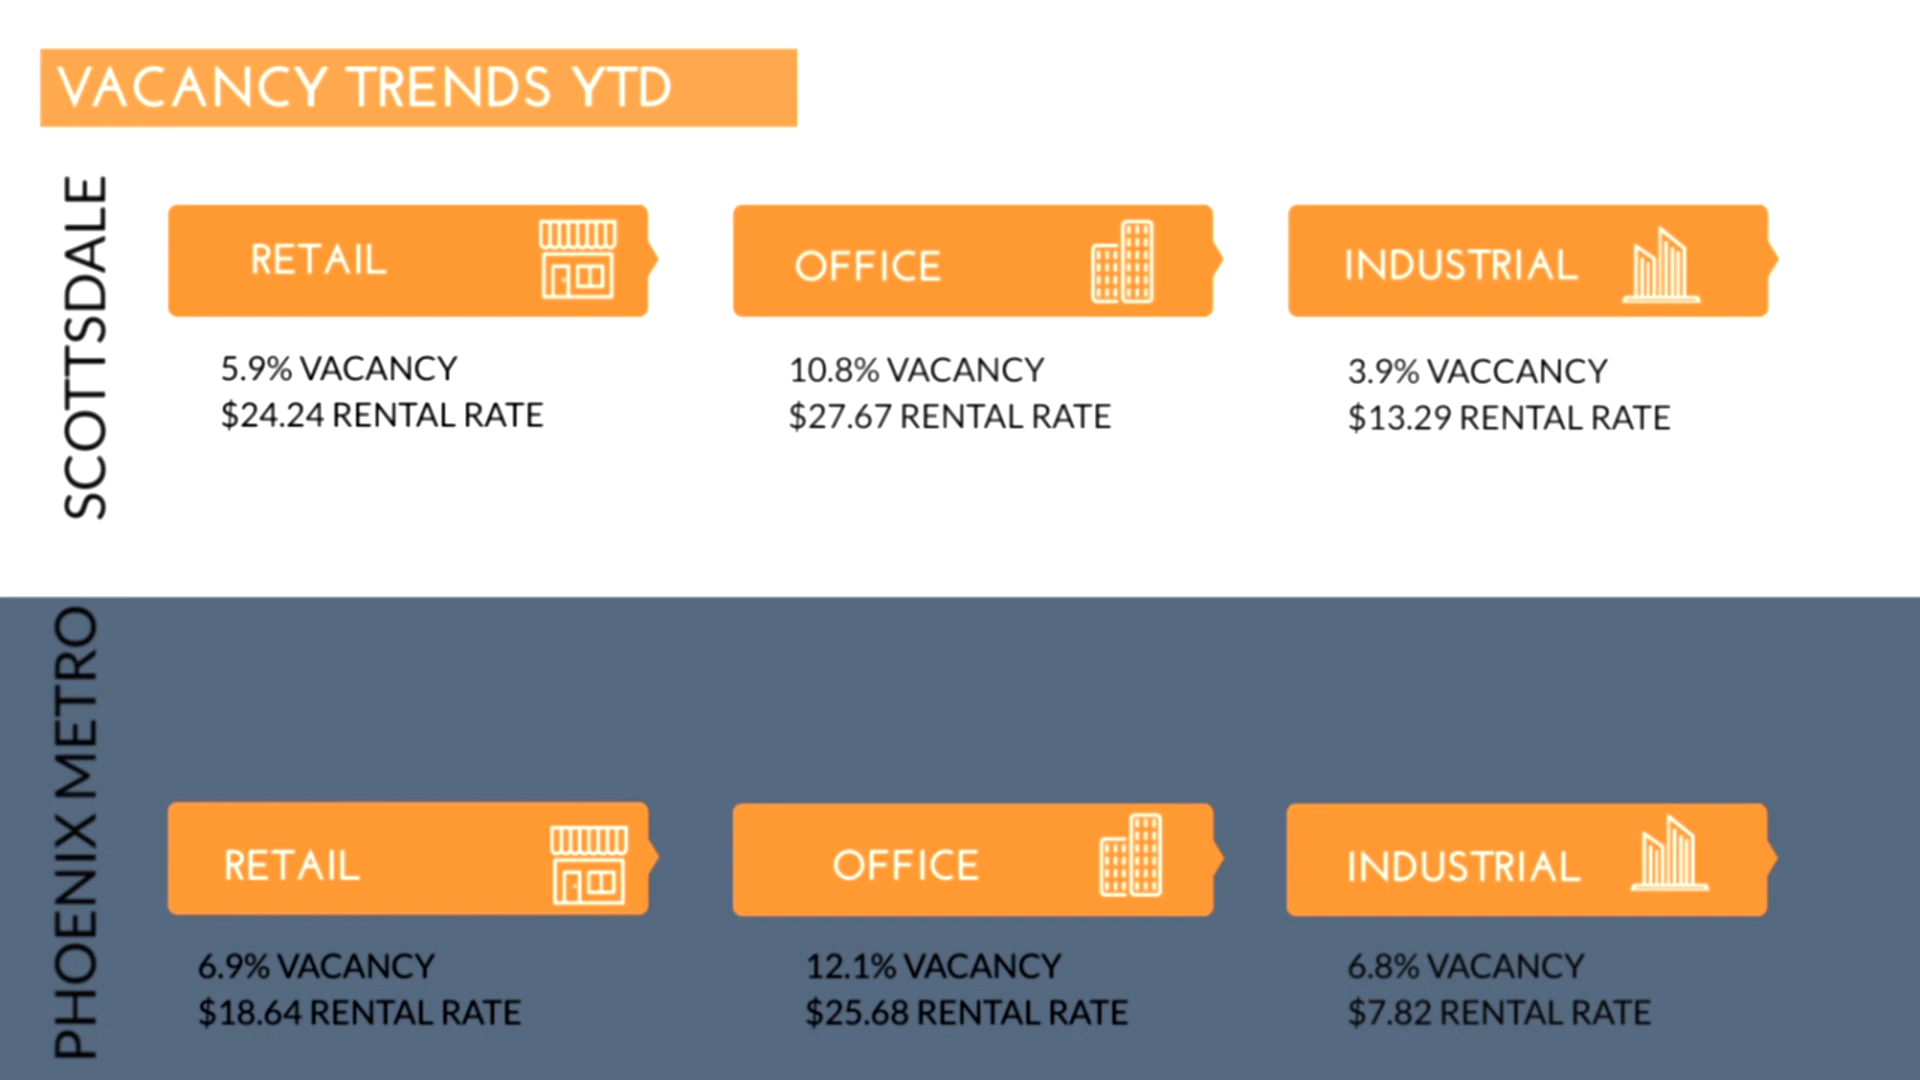 VACANCY TRENDS YTD
SCOTTSDALE
RETAIL
5.9% VACANCY
$24.24 RENTAL RATE
OFFICE
10.8% VACANCY
$27.67 RENTAL RATE
INDUSTRIAL
3.9% VACCANCY
$13.29 RENTAL RATE
PHOENIX METRO
RETAIL
6.9% VACANCY
$18.64 RENTAL RATE
OFFICE
12.1% VACANCY
$25.68 RENTAL RATE
INDUSTRIAL
6.8% VACANCY
$7.82 RENTAL RATE